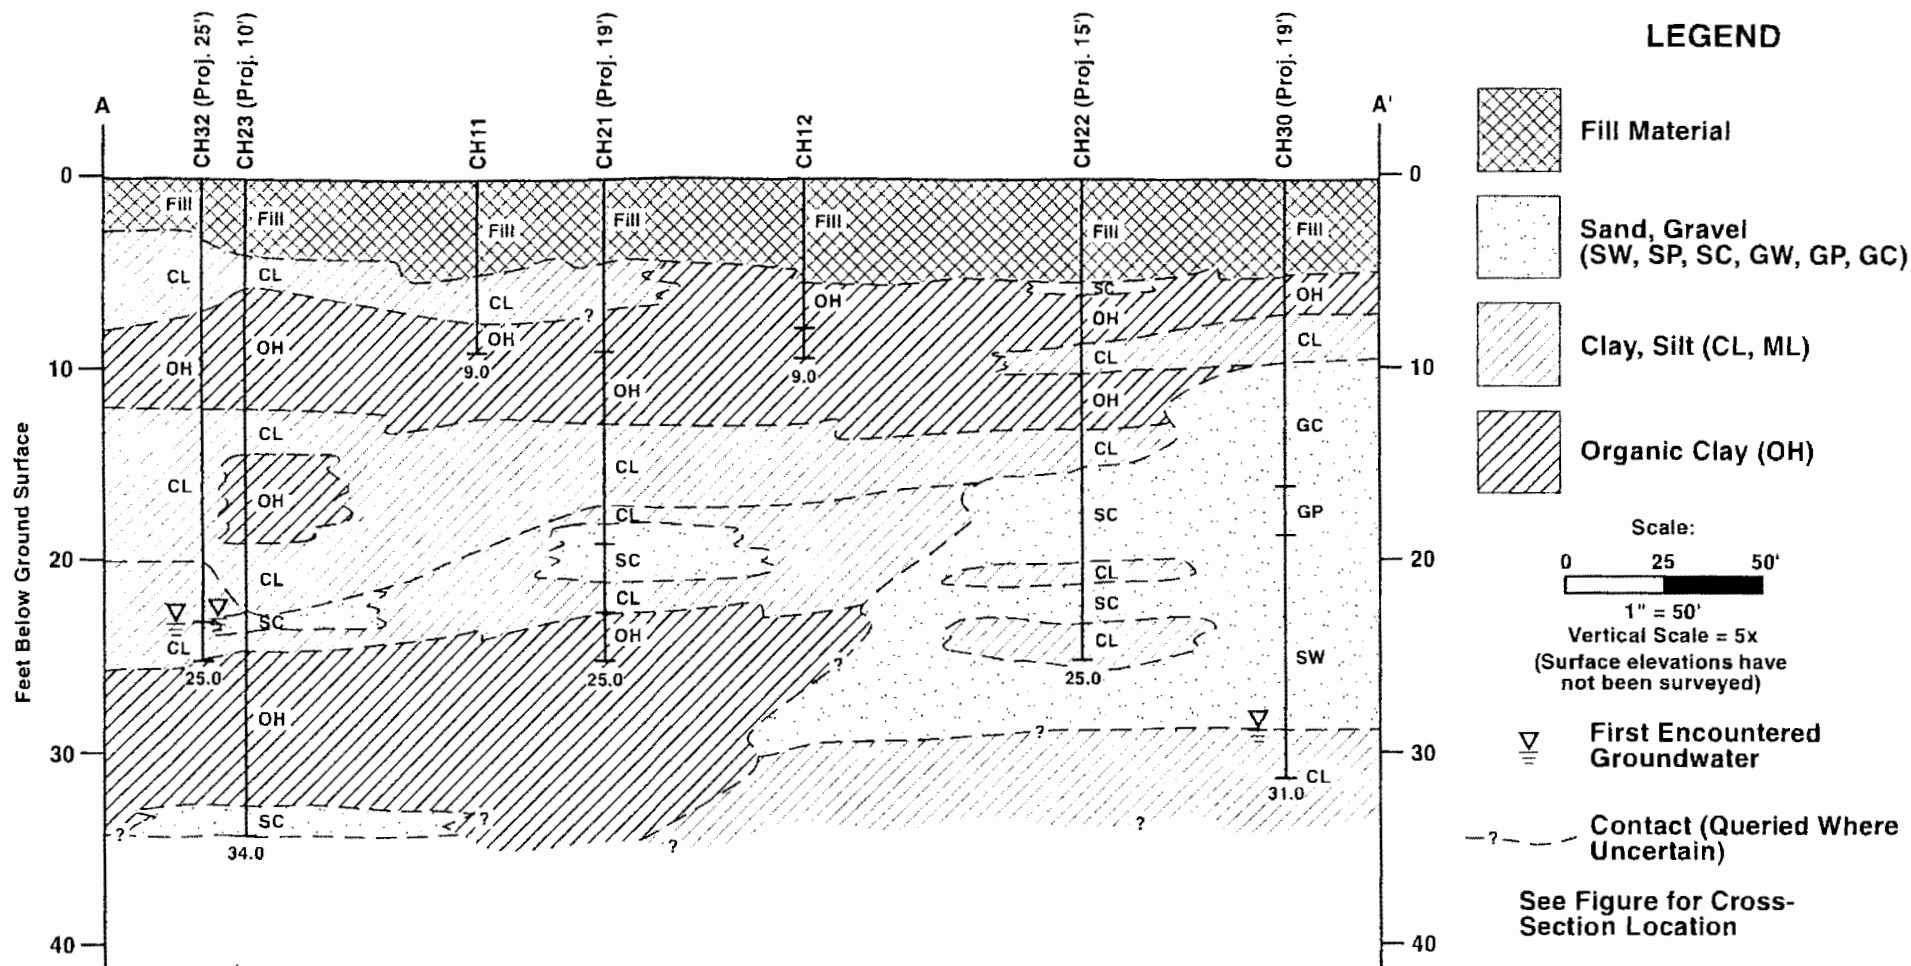 CH32 (Proj. 25')
CH23 (Proj. 10')
CH11
CH21 (Proj. 19')
CH12
CH22 (Proj. 15')
CH30 (Proj. 19')
A
A'
Feet Below Ground Surface
0
10
20
30
40
0
10
20
30
40
Fill
CL
OH
CL
CL
25.0
Fill
CL
OH
CL
OH
CL
SC
OH
SC
34.0
Fill
CL
OH
9.0
?
Fill
OH
CL
CL
SC
CL
OH
25.0
Fill
OH
9.0
Fill
SC
OH
CL
OH
CL
SC
CL
SC
CL
25.0
Fill
OH
CL
GC
GP
SW
CL
31.0
?
?
?
?
?
?
LEGEND
Fill Material
Sand, Gravel
(SW, SP, SC, GW, GP, GC)
Clay, Silt (CL, ML)
Organic Clay (OH)
Scale:
0 25 50'
1" = 50'
Vertical Scale = 5x
(Surface elevations have
not been surveyed)
First Encountered
Groundwater
?
Contact (Queried Where
Uncertain)
See Figure for Cross-
Section Location